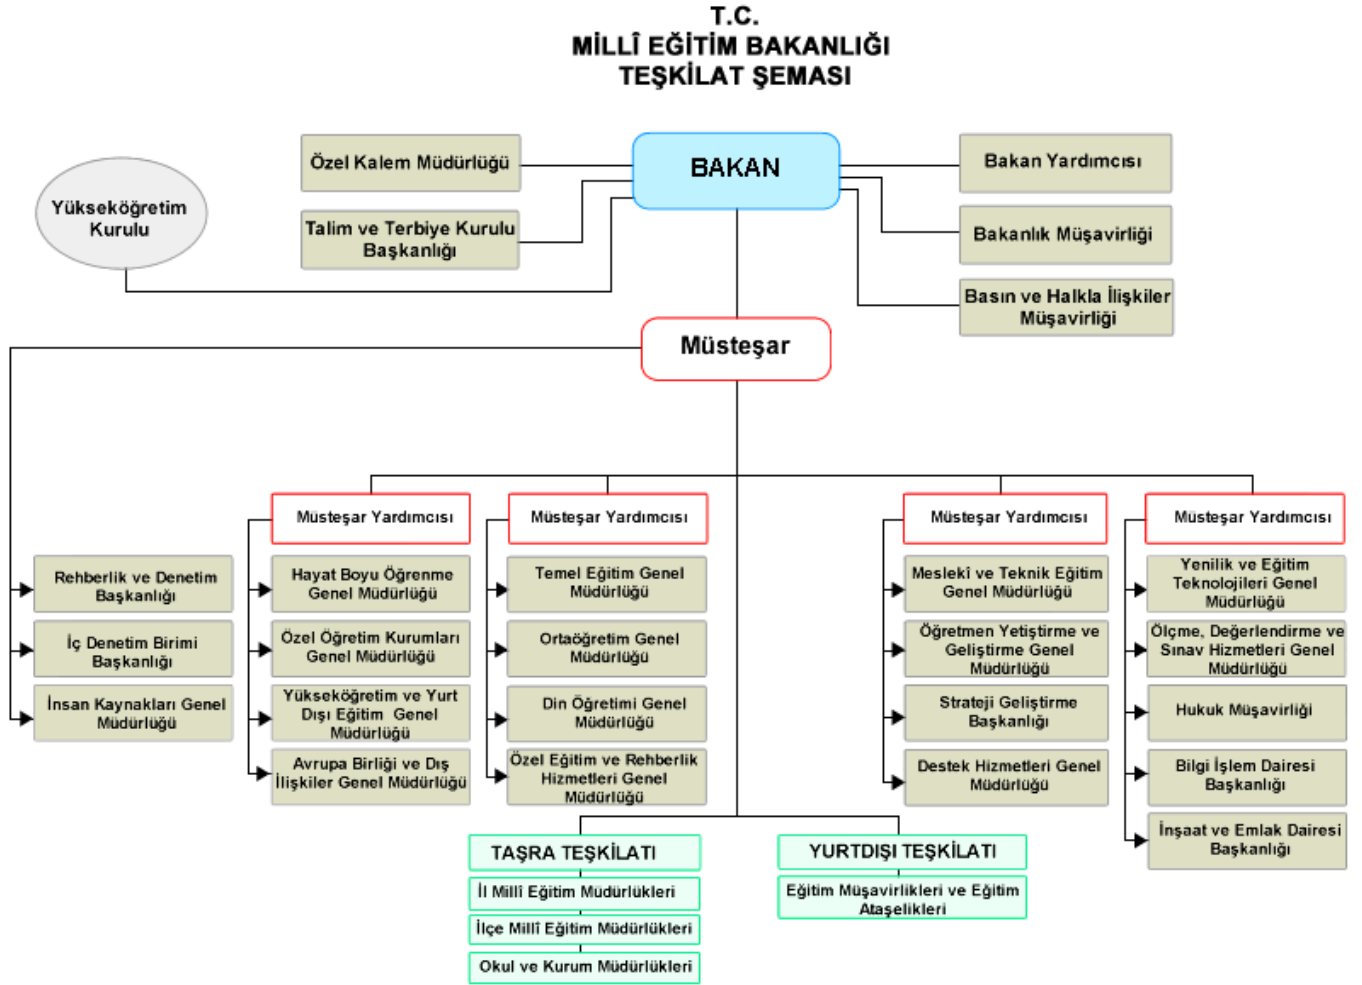 T.C.
MİLLÎ EĞİTİM BAKANLIĞI
TEŞKİLAT ŞEMASI
Yükseköğretim
Kurulu
Özel Kalem Müdürlüğü
Talim ve Terbiye Kurulu
Başkanlığı
BAKAN
Bakan Yardımcısı
Bakanlık Müşavirliği
Basın ve Halkla İlişkiler
Müşavirliği
Müsteşar
Rehberlik ve Denetim
Başkanlığı
İç Denetim Birimi
Başkanlığı
İnsan Kaynakları Genel
Müdürlüğü
Müsteşar Yardımcısı
Hayat Boyu Öğrenme
Genel Müdürlüğü
Özel Öğretim Kurumları
Genel Müdürlüğü
Yükseköğretim ve Yurt
Dışı Eğitim Genel
Müdürlüğü
Avrupa Birliği ve Dış
İlişkiler Genel Müdürlüğü
Müsteşar Yardımcısı
Temel Eğitim Genel
Müdürlüğü
Ortaöğretim Genel
Müdürlüğü
Din Öğretimi Genel
Müdürlüğü
Özel Eğitim ve Rehberlik
Hizmetleri Genel
Müdürlüğü
Müsteşar Yardımcısı
Meslekî ve Teknik Eğitim
Genel Müdürlüğü
Öğretmen Yetiştirme ve
Geliştirme Genel
Müdürlüğü
Strateji Geliştirme
Başkanlığı
Destek Hizmetleri Genel
Müdürlüğü
Müsteşar Yardımcısı
Yenilik ve Eğitim
Teknolojileri Genel
Müdürlüğü
Ölçme, Değerlendirme ve
Sınav Hizmetleri Genel
Müdürlüğü
Hukuk Müşavirliği
Bilgi İşlem Dairesi
Başkanlığı
İnşaat ve Emlak Dairesi
Başkanlığı
TAŞRA TEŞKİLATI
İl Millî Eğitim Müdürlükleri
İlçe Millî Eğitim Müdürlükleri
Okul ve Kurum Müdürlükleri
YURTDIŞI TEŞKİLATI
Eğitim Müşavirlikleri ve Eğitim
Ataşelikleri